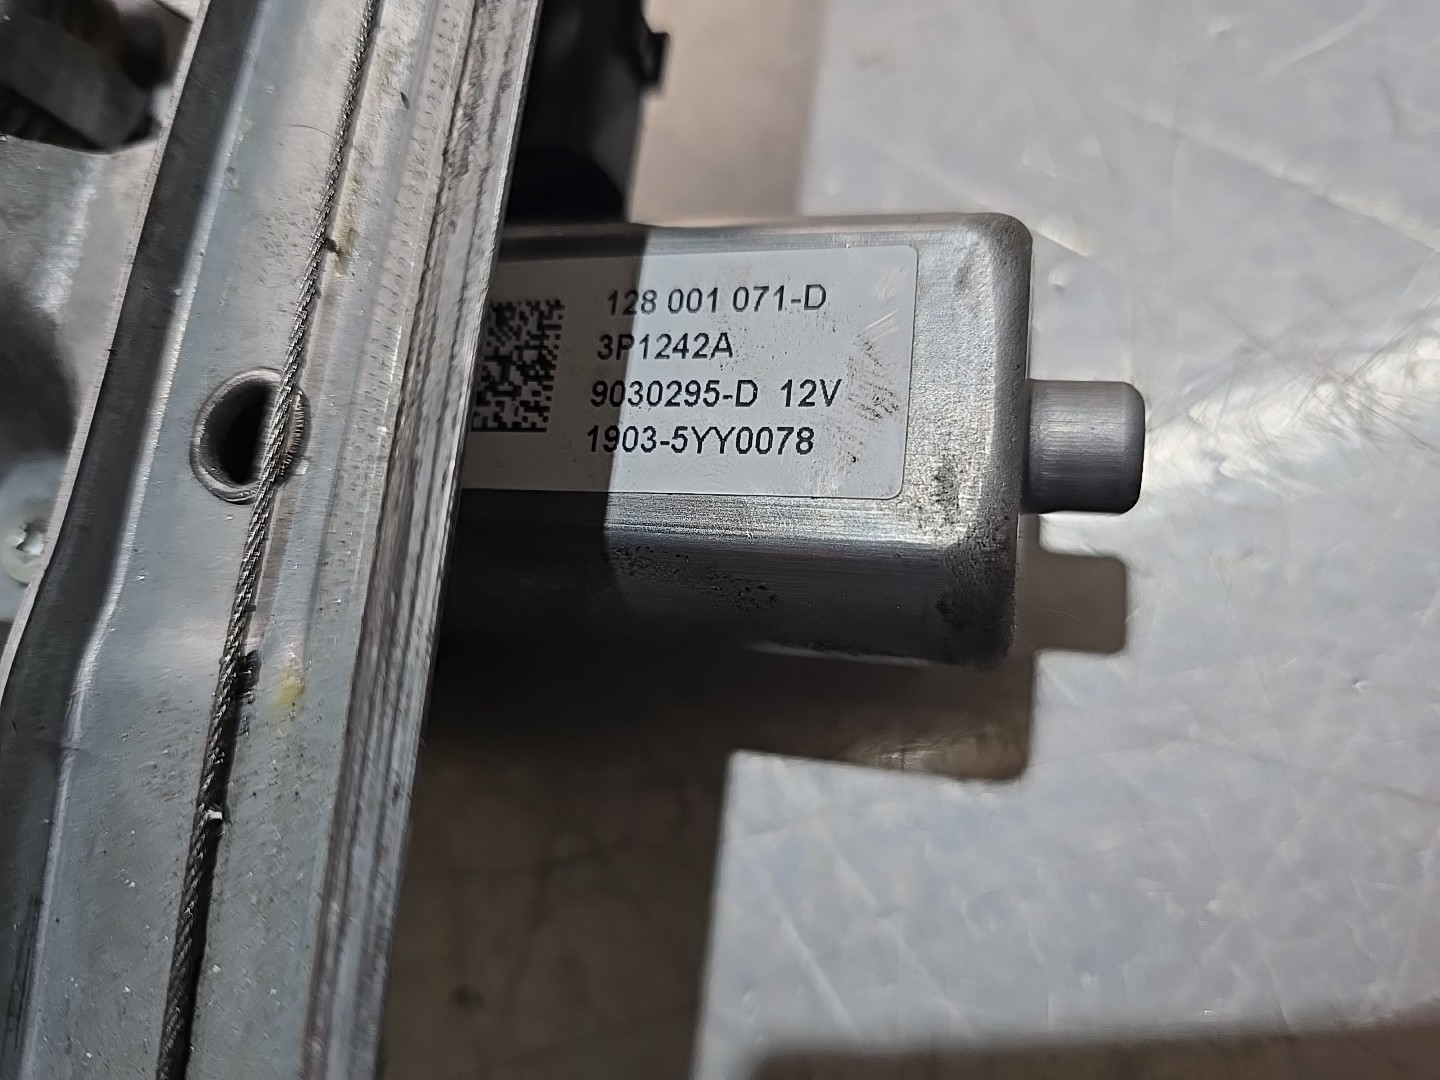 128 001 071-D
3P1242A
9030295-D 12V
1903-5YY0078